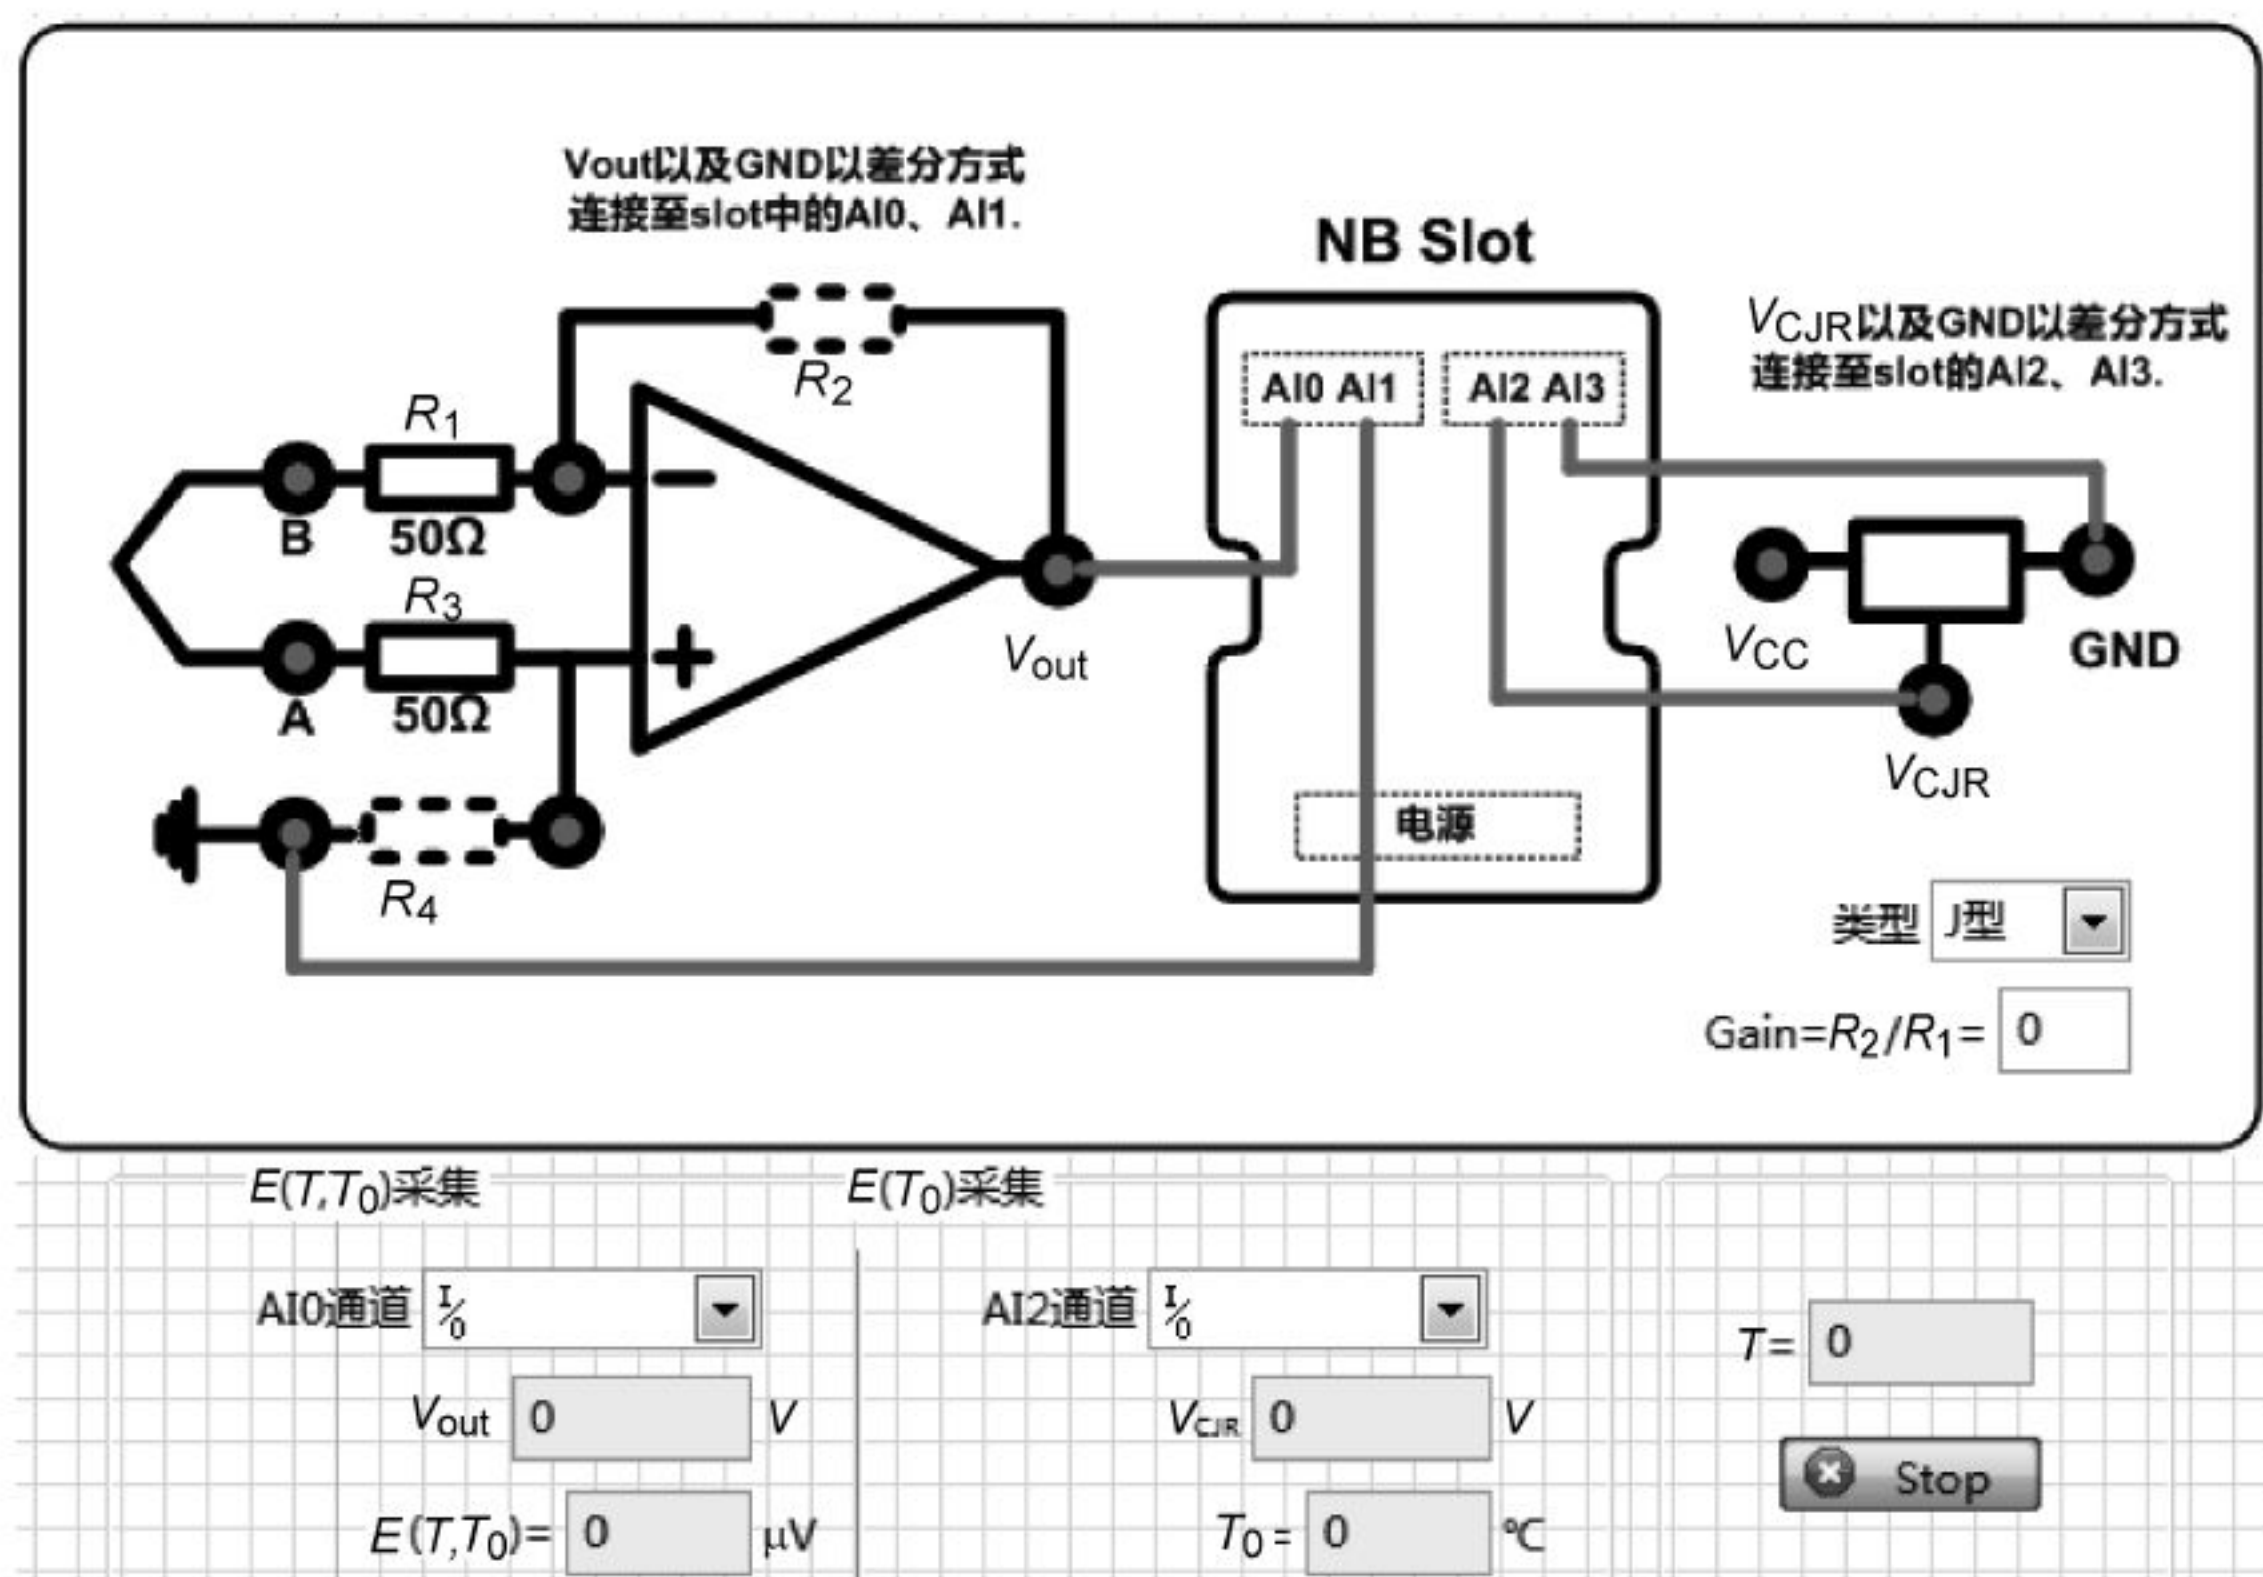 Vout以及GND以差分方式
连接至slot中的AI0、AI1.
NB Slot
VCJR以及GND以差分方式
连接至slot的AI2、AI3.
AI0 AI1
AI2 AI3
R2
R1
B
50Ω
R3
A
50Ω
R4
Vout
VCC
GND
VCJR
电源
类型 J型
Gain=R2/R1= 0
E(T,T0)采集
E(T0)采集
AI0通道 I/0
AI2通道 I/0
T= 0
Vout 0 V
VCJR 0 V
Stop
E(T,T0)= 0 μV
T0= 0 ℃